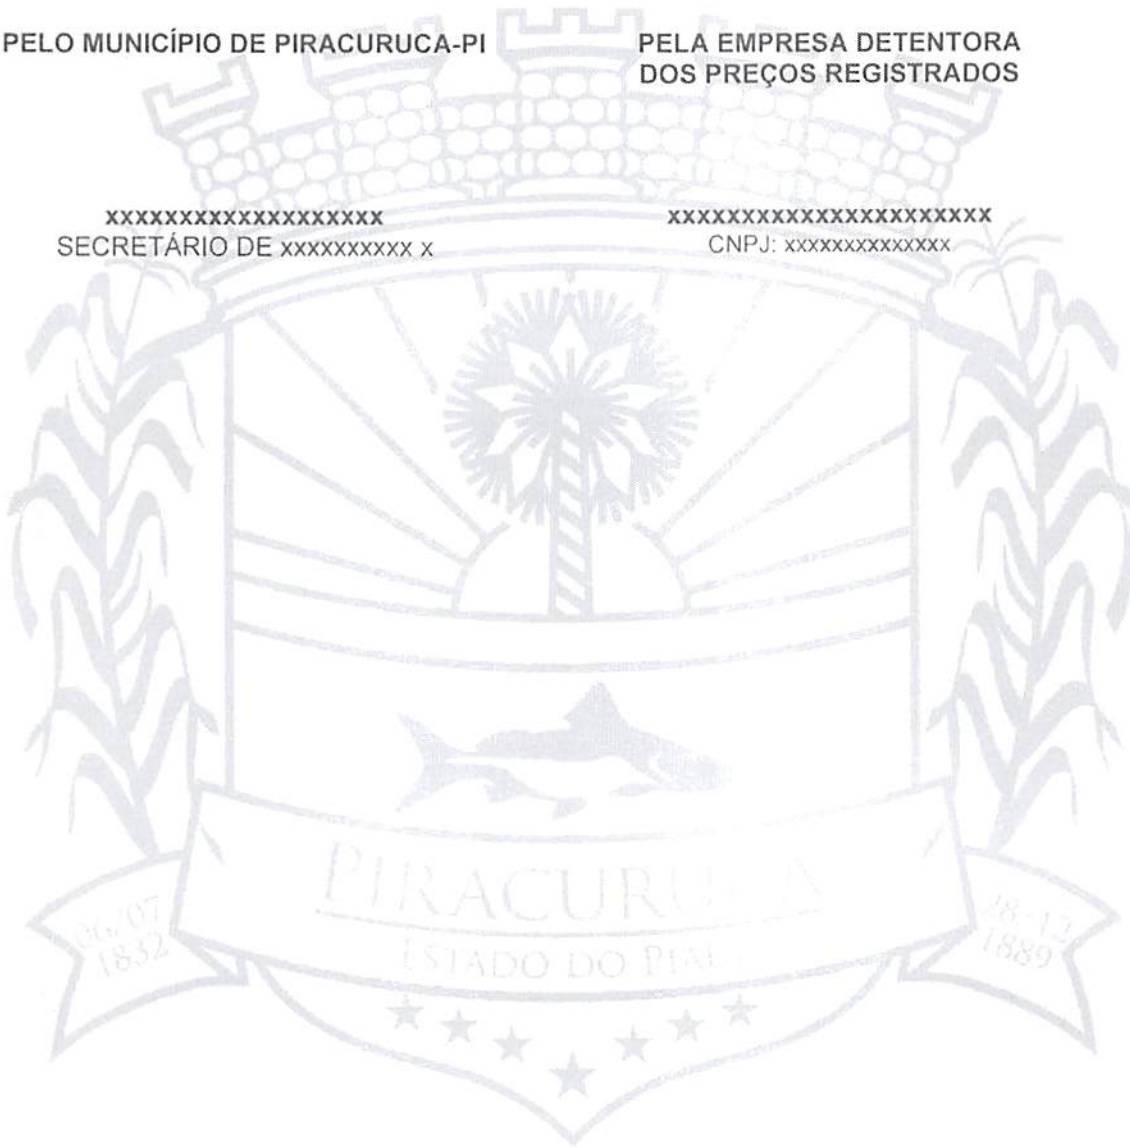 PELO MUNICÍPIO DE PIRACURUCA-PI
PELA EMPRESA DETENTORA
DOS PREÇOS REGISTRADOS
xxxxxxxxxxxxxxxxxxx
SECRETÁRIO DE xxxxxxxxxx x
xxxxxxxxxxxxxxxxxxxxxx
CNPJ: xxxxxxxxxxxxxx
PIRACURUCA
ESTADO DO PIAUÍ
06/07
1832
28/12
1889